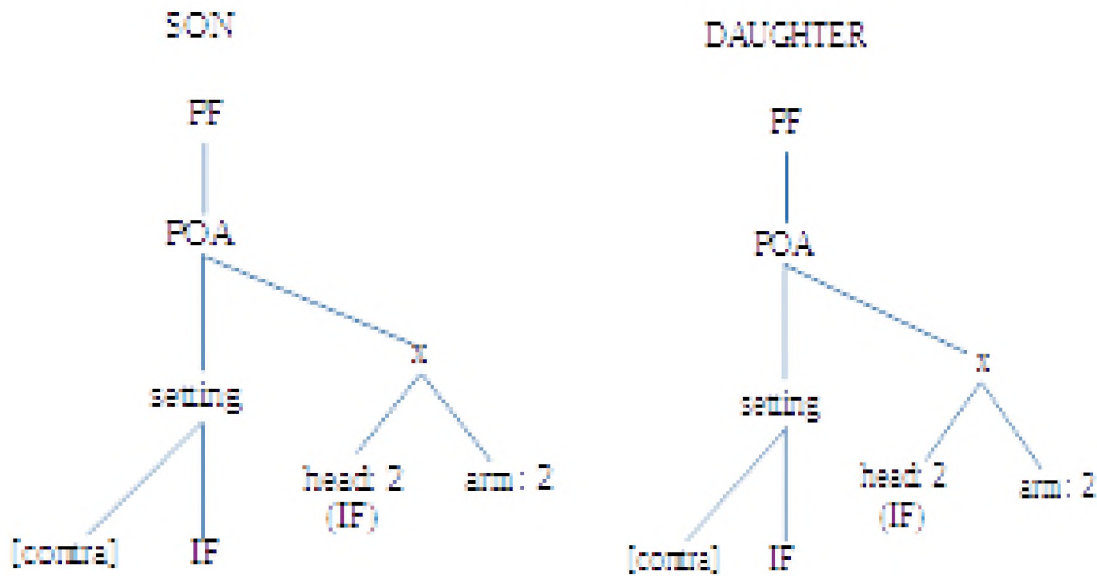 SON
PF
POA
x
setting
head: 2
(IF)
arm: 2
[contra]
IF
DAUGHTER
PF
POA
x
setting
head: 2
(IF)
arm: 2
[contra]
IF